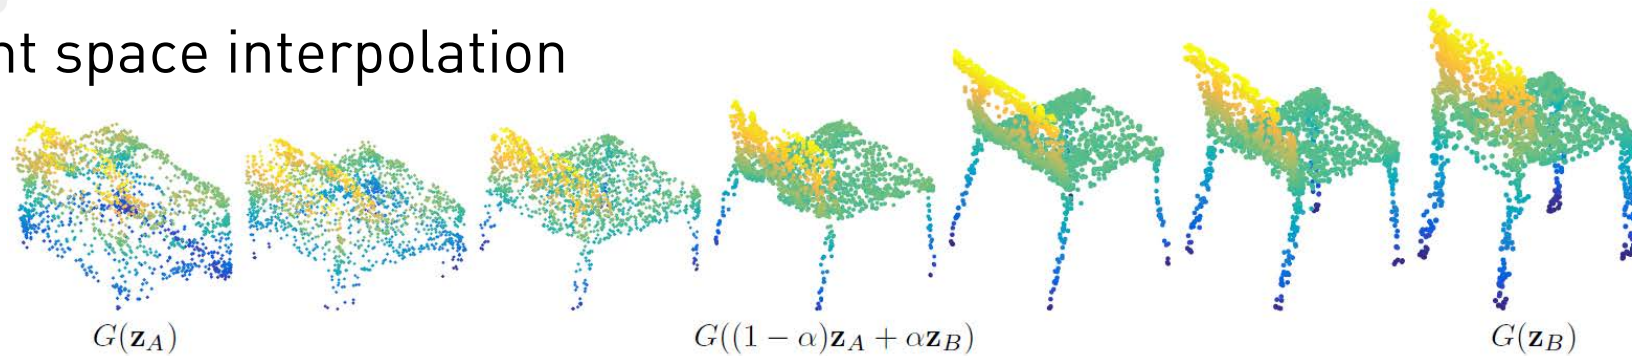 nt space interpolation
G(z_A)
G((1 − α)z_A + αz_B)
G(z_B)